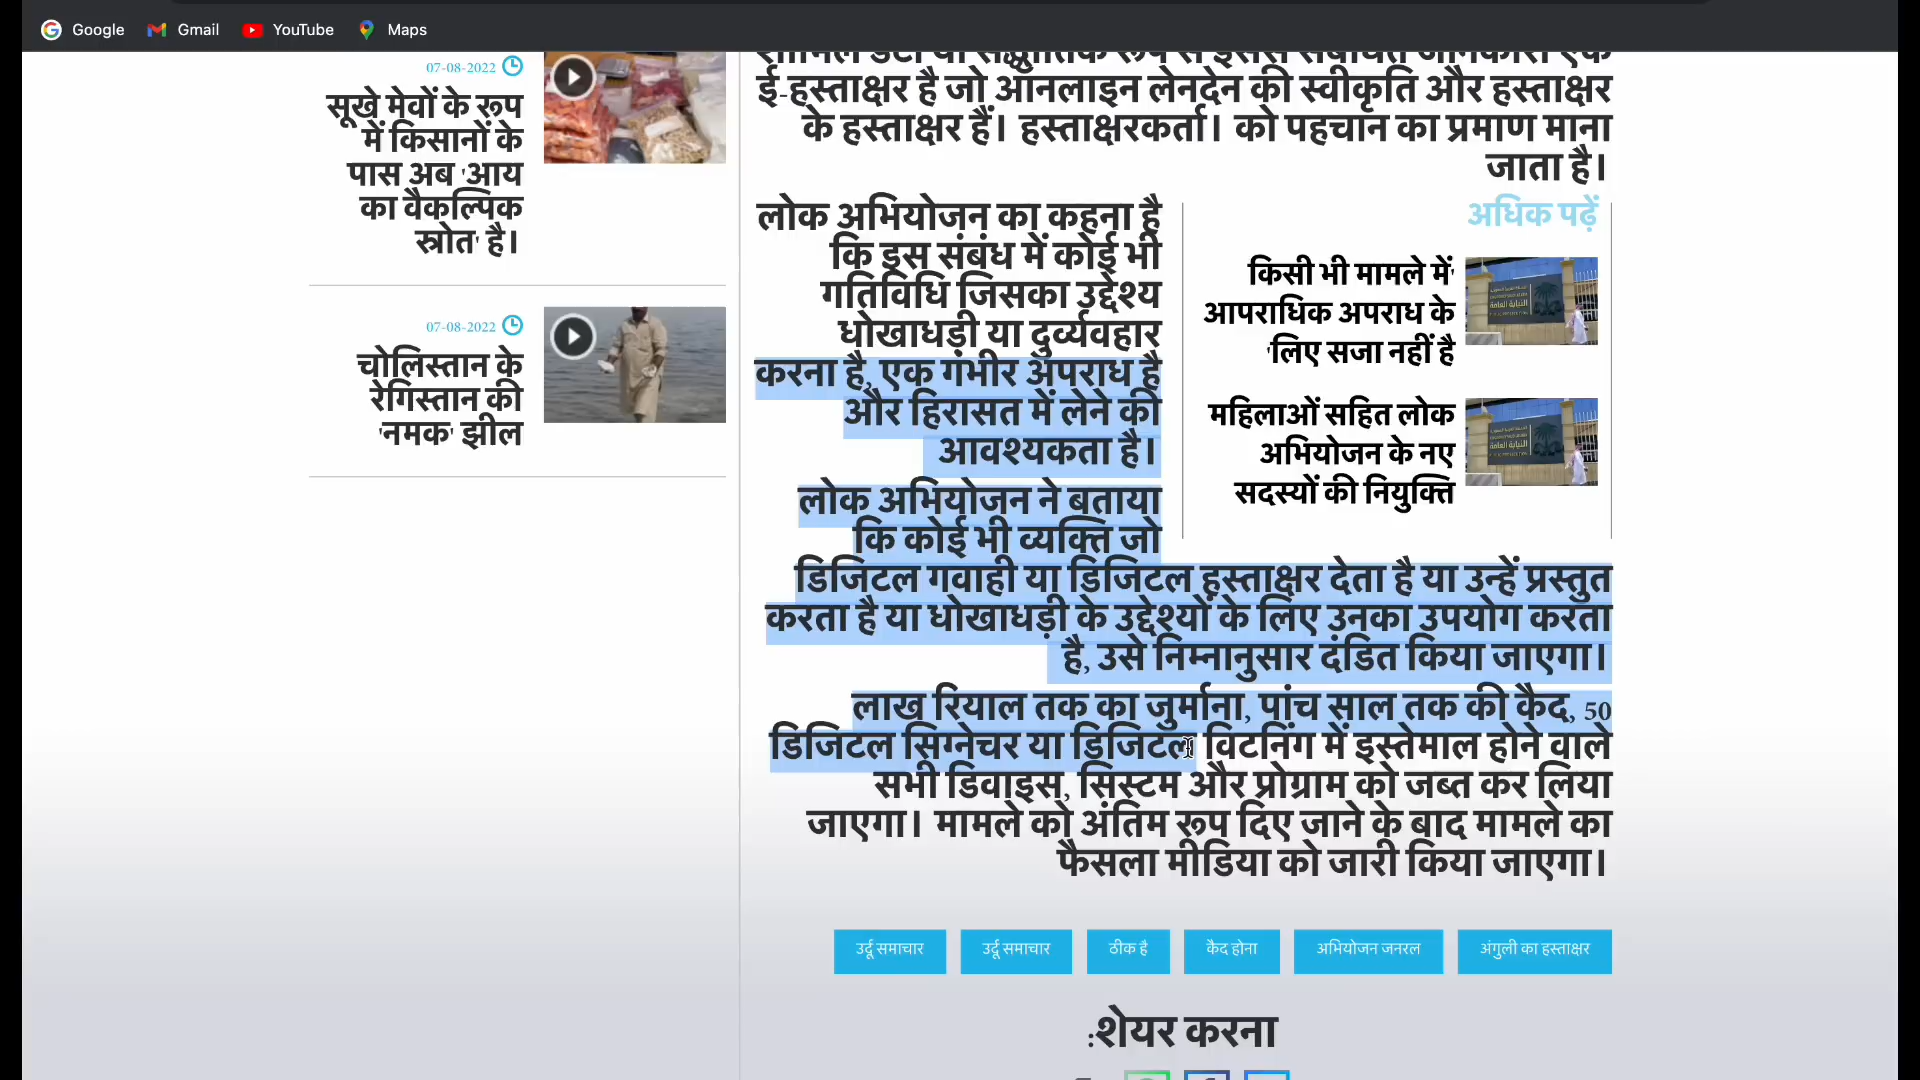 Google Gmail YouTube Maps
07-08-2022
सूखे मेवों के रूप
में किसानों के
पास अब 'आय
का वैकल्पिक
स्रोत' है।
07-08-2022
चोलिस्तान के
रेगिस्तान की
'नमक' झील
ई-हस्ताक्षर है जो ऑनलाइन लेनदेन की स्वीकृति और हस्ताक्षर
के हस्ताक्षर हैं। हस्ताक्षरकर्ता। को पहचान का प्रमाण माना
जाता है।
लोक अभियोजन का कहना है
कि इस संबंध में कोई भी
गतिविधि जिसका उद्देश्य
धोखाधड़ी या दुर्व्यवहार
करना है, एक गंभीर अपराध है
और हिरासत में लेने की
आवश्यकता है।
लोक अभियोजन ने बताया
कि कोई भी व्यक्ति जो
डिजिटल गवाही या डिजिटल हस्ताक्षर देता है या उन्हें प्रस्तुत
करता है या धोखाधड़ी के उद्देश्यों के लिए उनका उपयोग करता
है, उसे निम्नानुसार दंडित किया जाएगा।
लाख रियाल तक का जुर्माना, पांच साल तक की कैद, 50
डिजिटल सिग्नेचर या डिजिटल विटनिंग में इस्तेमाल होने वाले
सभी डिवाइस, सिस्टम और प्रोग्राम को जब्त कर लिया
जाएगा। मामले को अंतिम रूप दिए जाने के बाद मामले का
फैसला मीडिया को जारी किया जाएगा।
अधिक पढ़ें
किसी भी मामले में'
आपराधिक अपराध के
'लिए सजा नहीं है
महिलाओं सहित लोक
अभियोजन के नए
सदस्यों की नियुक्ति
النيابة العامة
النيابة العامة
उर्दू समाचार उर्दू समाचार ठीक है कैद होना अभियोजन जनरल अंगुली का हस्ताक्षर
:शेयर करना